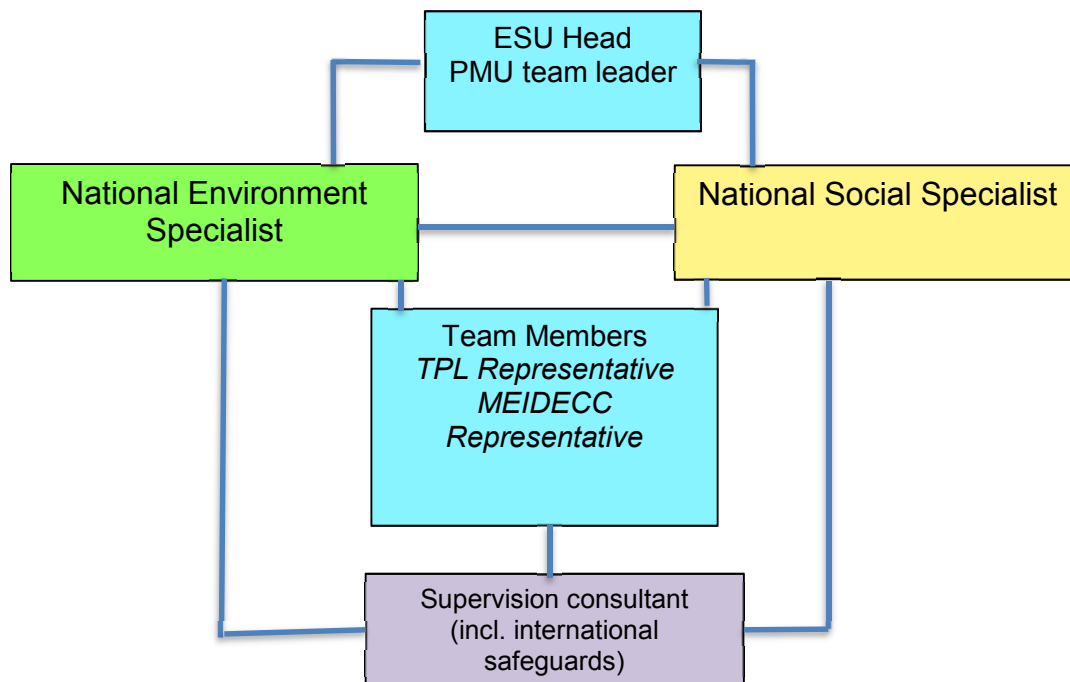 ESU Head
PMU team leader
National Environment
Specialist
National Social Specialist
Team Members
TPL Representative
MEIDECC
Representative
Supervision consultant
(incl. international
safeguards)